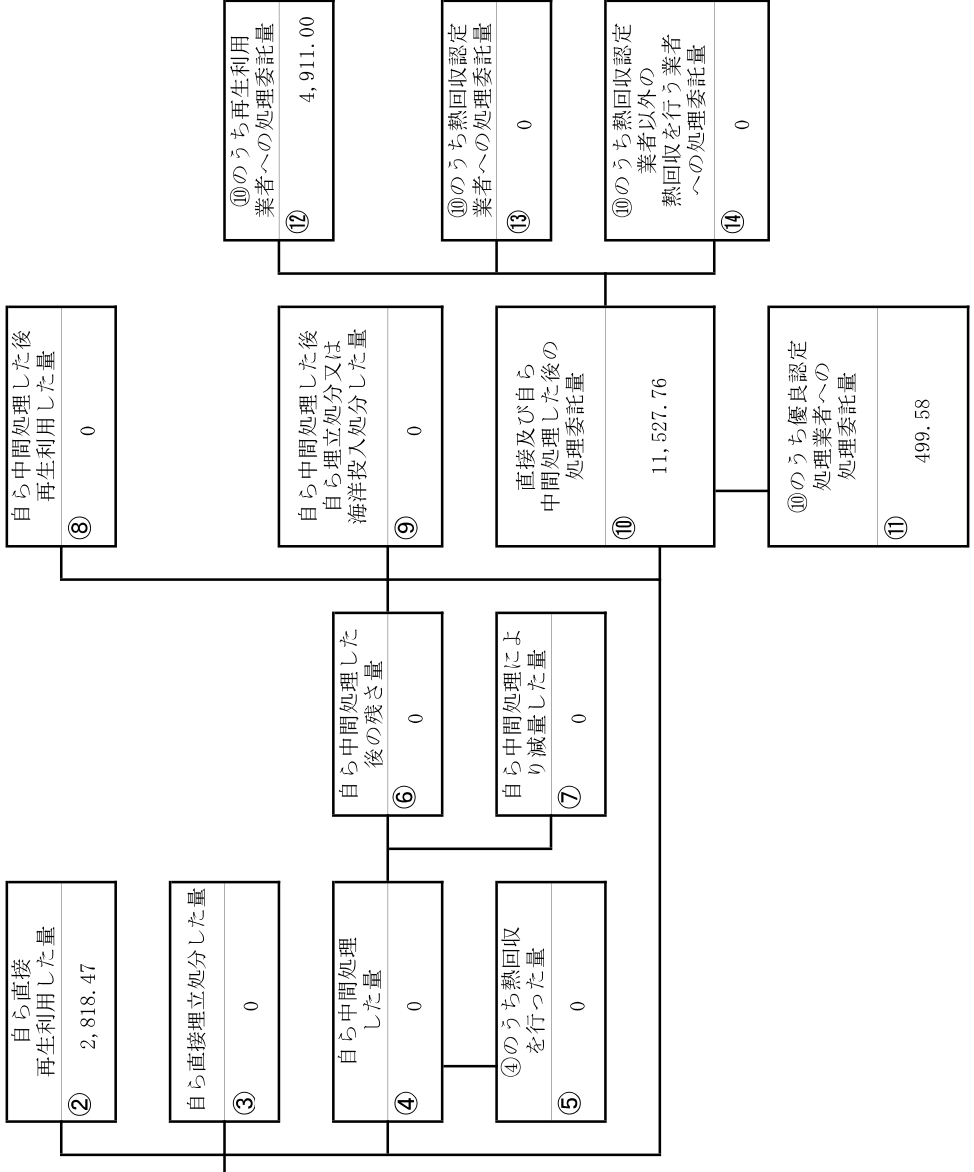 自ら直接
再生利用した量
②
2,818.47
自ら直接埋立処分した量
③
0
自ら中間処理
した量
④
0
④のうち熱回収
を行った量
⑤
0
自ら中間処理した
後の残さ量
⑥
0
自ら中間処理によ
り減量した量
⑦
0
自ら中間処理した後
再生利用した量
⑧
0
自ら中間処理した後
自ら埋立処分又は
海洋投入処分した量
⑨
0
直接及び自ら
中間処理した後の
処理委託量
⑩
11,527.76
⑩のうち優良認定
処理業者への
処理委託量
⑪
499.58
⑩のうち再生利用
業者への処理委託量
⑫
4,911.00
⑩のうち熱回収認定
業者への処理委託量
⑬
0
⑩のうち熱回収認定
業者以外の
熱回収を行う業者
への処理委託量
⑭
0